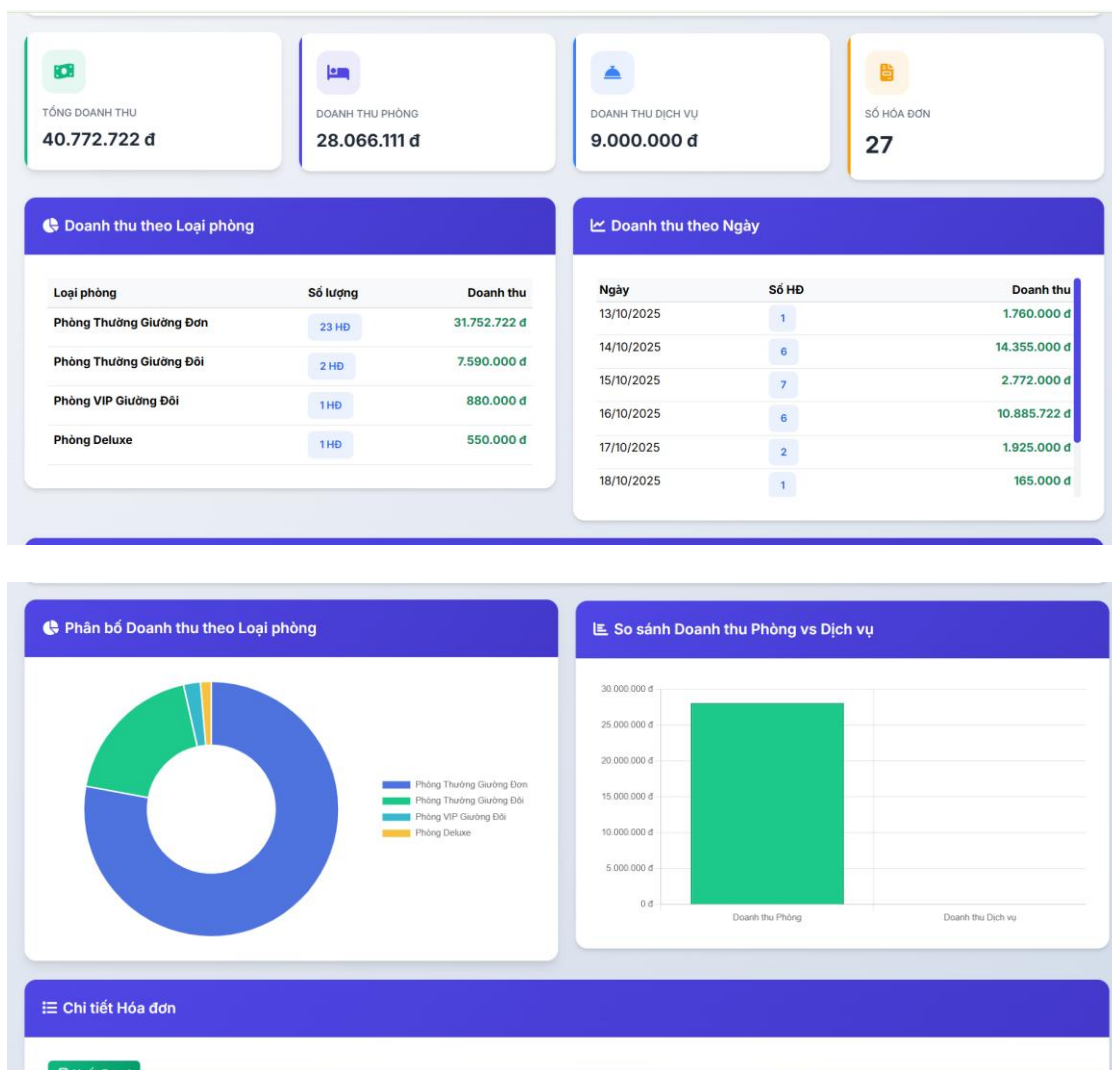 TỔNG DOANH THU
40.772.722 đ
DOANH THU PHÒNG
28.066.111 đ
DOANH THU DỊCH VỤ
9.000.000 đ
SỐ HÓA ĐƠN
27
Doanh thu theo Loại phòng
Loại phòng Số lượng Doanh thu
Phòng Thường Giường Đơn 23 HĐ 31.752.722 đ
Phòng Thường Giường Đôi 2 HĐ 7.590.000 đ
Phòng VIP Giường Đôi 1 HĐ 880.000 đ
Phòng Deluxe 1 HĐ 550.000 đ
Doanh thu theo Ngày
Ngày Số HĐ Doanh thu
13/10/2025 1 1.760.000 đ
14/10/2025 6 14.355.000 đ
15/10/2025 7 2.772.000 đ
16/10/2025 6 10.885.722 đ
17/10/2025 2 1.925.000 đ
18/10/2025 1 165.000 đ
Phân bố Doanh thu theo Loại phòng
Phòng Thường Giường Đơn
Phòng Thường Giường Đôi
Phòng VIP Giường Đôi
Phòng Deluxe
So sánh Doanh thu Phòng vs Dịch vụ
30.000.000 đ
25.000.000 đ
20.000.000 đ
15.000.000 đ
10.000.000 đ
5.000.000 đ
0 đ
Doanh thu Phòng Doanh thu Dịch vụ
Chi tiết Hóa đơn